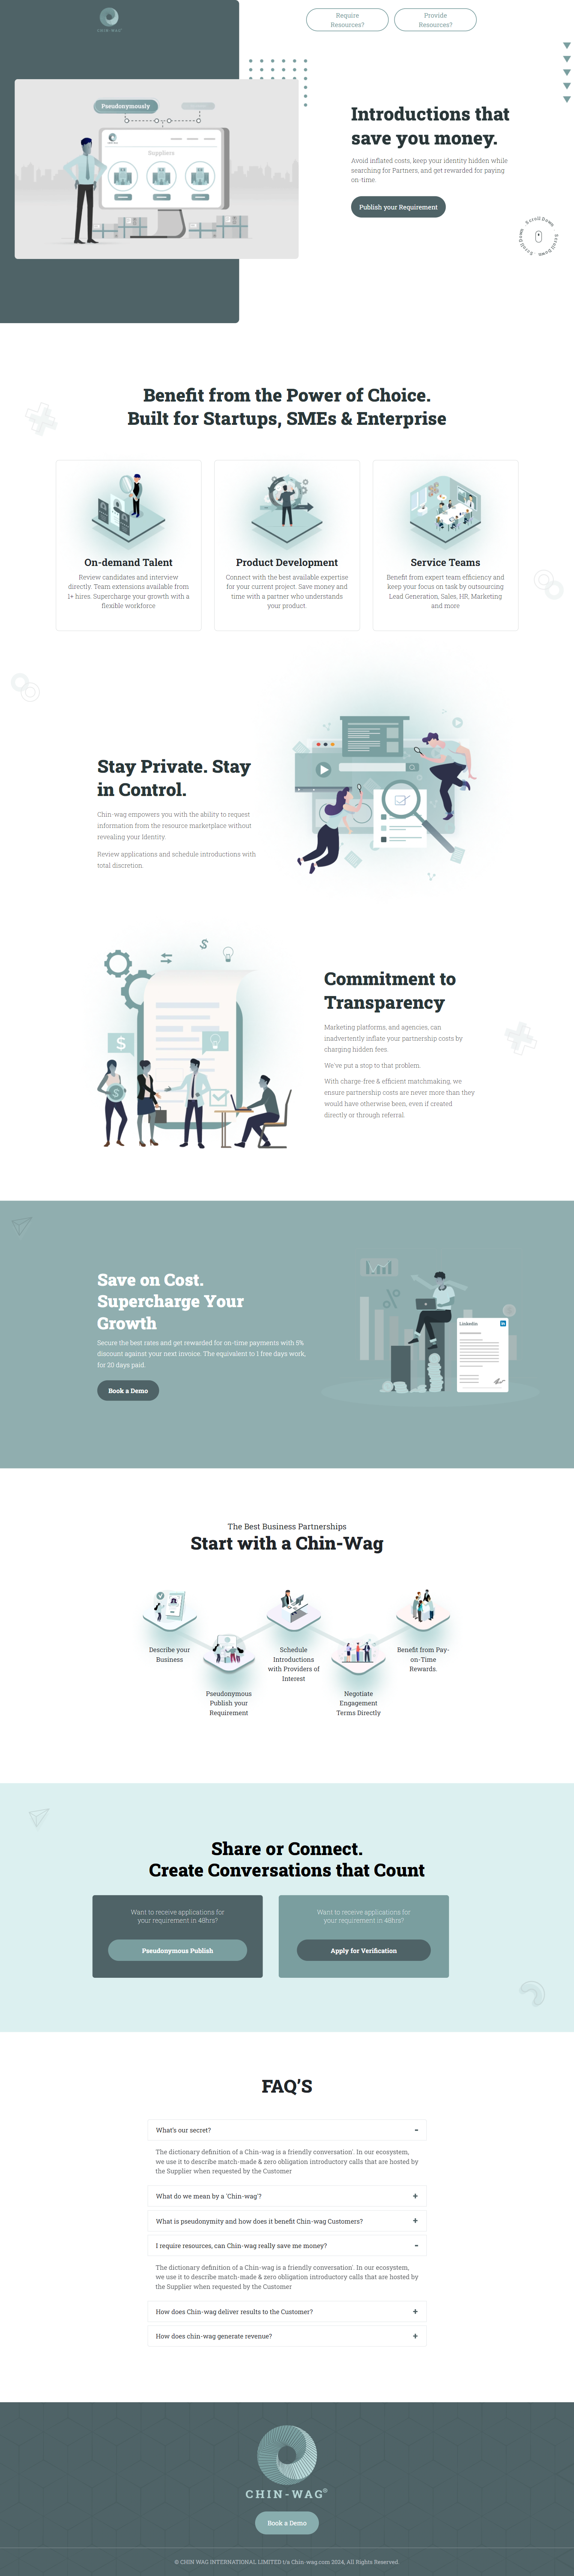 CHIN-WAG
Require
Resources?
Provide
Resources?
Pseudonymously
Suppliers
Introductions that
save you money.
Avoid inflated costs, keep your identity hidden while
searching for Partners, and get rewarded for paying
on-time.
Publish your Requirement
Scroll Down . Scroll Down . Scroll Down
Benefit from the Power of Choice.
Built for Startups, SMEs & Enterprise
On-demand Talent
Review candidates and interview
directly. Team extensions available from
1+ hires. Supercharge your growth with a
flexible workforce
Product Development
Connect with the best available expertise
for your current project. Save money and
time with a partner who understands
your product.
Service Teams
Benefit from expert team efficiency and
keep your focus on task by outsourcing
Lead Generation, Sales, HR, Marketing
and more
Stay Private. Stay
in Control.
Chin-wag empowers you with the ability to request
information from the resource marketplace without
revealing your Identity.
Review applications and schedule introductions with
total discretion.
$
$
$
Commitment to
Transparency
Marketing platforms, and agencies, can
inadvertently inflate your partnership costs by
charging hidden fees.
We've put a stop to that problem.
With charge-free & efficient matchmaking, we
ensure partnership costs are never more than they
would have otherwise been, even if created
directly or through referral.
Save on Cost.
Supercharge Your
Growth
Secure the best rates and get rewarded for on-time payments with 5%
discount against your next invoice. The equivalent to 1 free days work,
for 20 days paid.
Book a Demo
%
LinkedIn
in
The Best Business Partnerships
Start with a Chin-Wag
Describe your
Business
Pseudonymous
Publish your
Requirement
Schedule
Introductions
with Providers of
Interest
Negotiate
Engagement
Terms Directly
Benefit from Pay-
on-Time
Rewards.
Share or Connect.
Create Conversations that Count
Want to receive applications for
your requirement in 48hrs?
Pseudonymous Publish
Want to receive applications for
your requirement in 48hrs?
Apply for Verification
FAQ'S
What's our secret? -
The dictionary definition of a Chin-wag is a friendly conversation'. In our ecosystem,
we use it to describe match-made & zero obligation introductory calls that are hosted by
the Supplier when requested by the Customer
What do we mean by a 'Chin-wag'? +
What is pseudonymity and how does it benefit Chin-wag Customers? +
I require resources, can Chin-wag really save me money? -
The dictionary definition of a Chin-wag is a friendly conversation'. In our ecosystem,
we use it to describe match-made & zero obligation introductory calls that are hosted by
the Supplier when requested by the Customer
How does Chin-wag deliver results to the Customer? +
How does chin-wag generate revenue? +
CHIN-WAG®
Book a Demo
© CHIN WAG INTERNATIONAL LIMITED t/a Chin-wag.com 2024, All Rights Reserved.